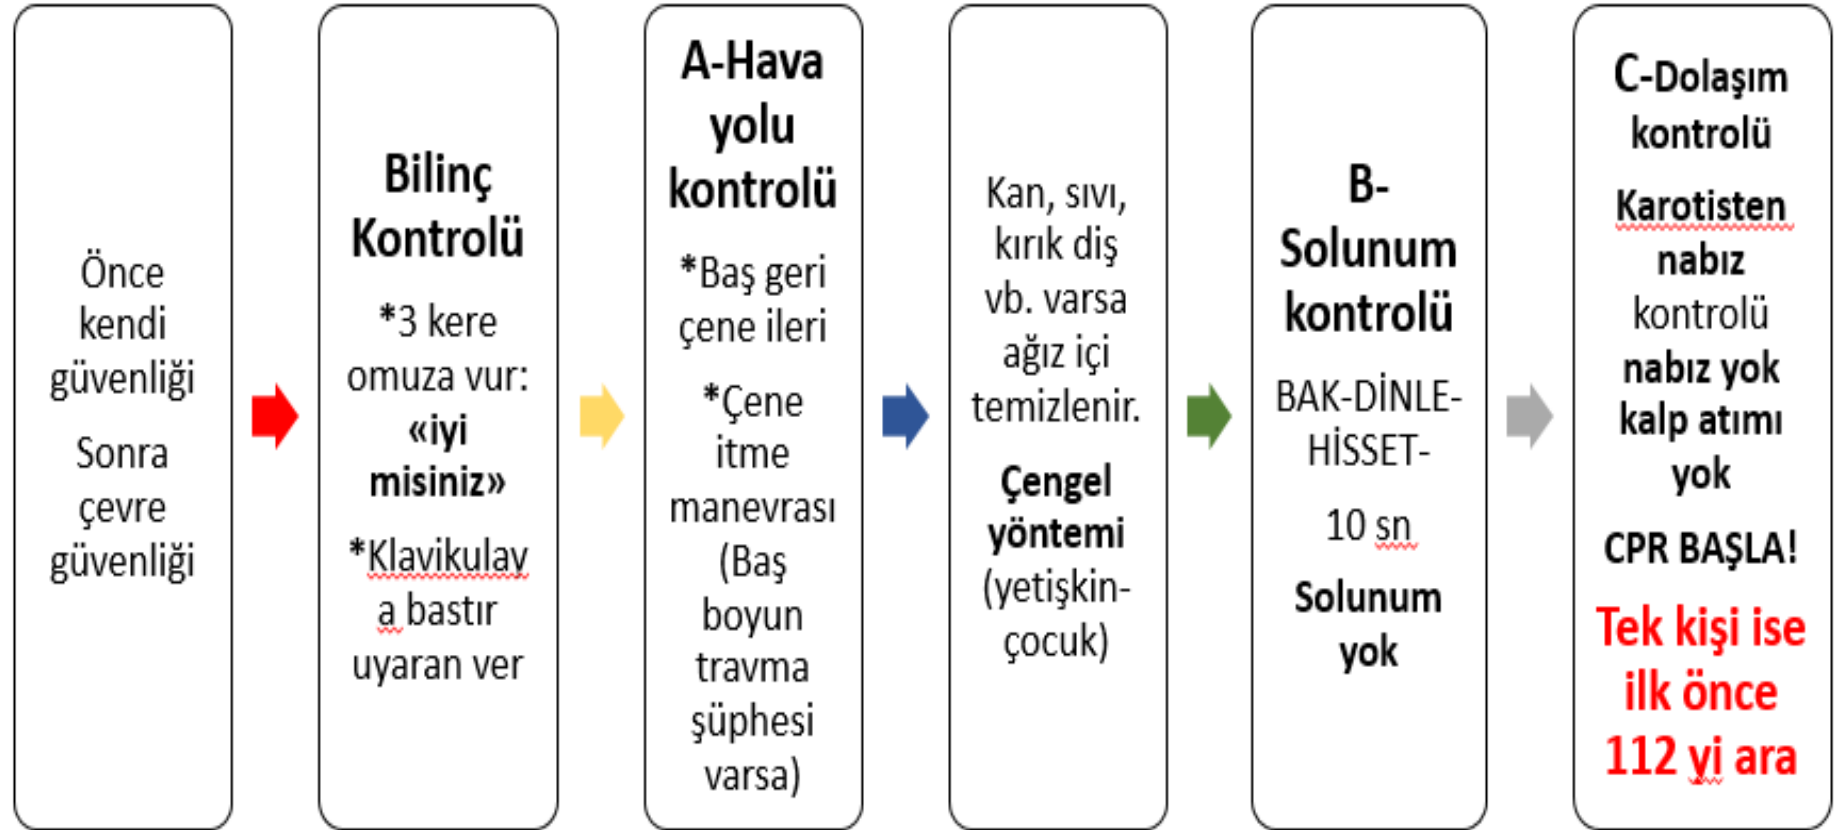 Önce
kendi
güvenliği
Sonra
çevre
güvenliği
Bilinç
Kontrolü
*3 kere
omuza vur:
«iyi
misiniz»
*Klavikulay
a bastır
uyaran ver
A-Hava
yolu
kontrolü
*Baş geri
çene ileri
*Çene
itme
manevrası
(Baş
boyun
travma
şüphesi
varsa)
Kan, sıvı,
kırık diş
vb. varsa
ağız içi
temizlenir.
Çengel
yöntemi
(yetişkin-
çocuk)
B-
Solunum
kontrolü
BAK-DİNLE-
HİSSET-
10 sn
Solunum
yok
C-Dolaşım
kontrolü
Karotisten
nabız
kontrolü
nabız yok
kalp atımı
yok
CPR BAŞLA!
Tek kişi ise
ilk önce
112 yi ara